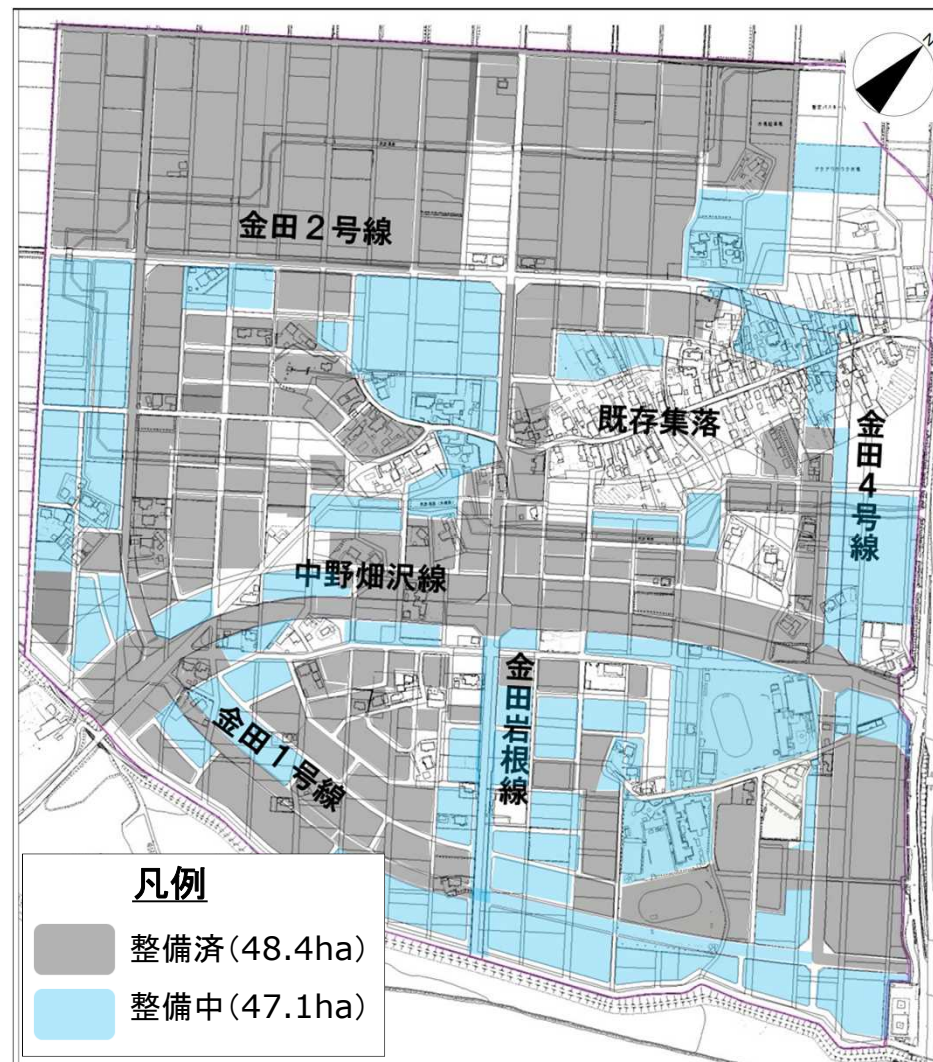 N
金田2号線
既存集落
金田4号線
中野畑沢線
金田岩根線
金田1号線
凡例
整備済(48.4ha)
整備中(47.1ha)